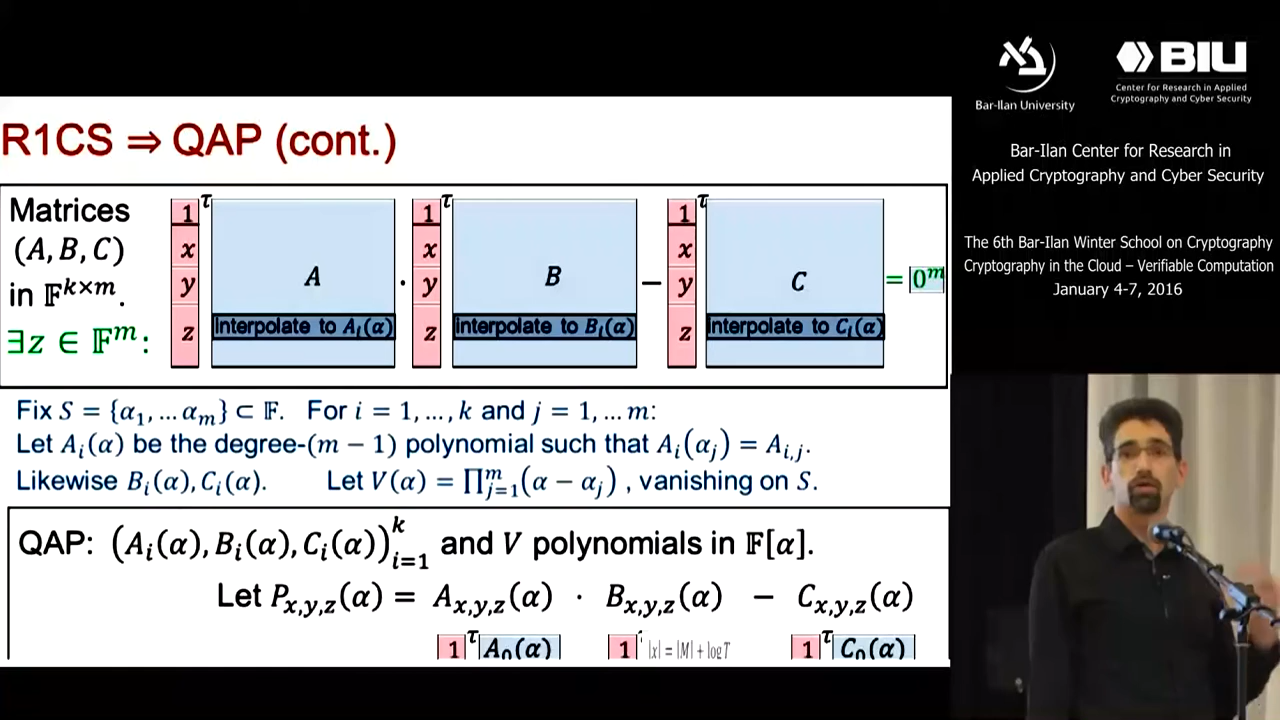 R1CS ⇒ QAP (cont.)
Matrices
(A, B, C)
in 𝔽^{k×m}.
∃z ∈ 𝔽^m:
1 x y z τ A · 1 x y z τ B − 1 x y z τ C = 0^m
Interpolate to A_i(α) Interpolate to B_i(α) Interpolate to C_i(α)
Fix S = {α_1, … α_m} ⊂ 𝔽. For i = 1, …, k and j = 1, … m:
Let A_i(α) be the degree-(m − 1) polynomial such that A_i(α_j) = A_{i,j}.
Likewise B_i(α), C_i(α). Let V(α) = ∏_{j=1}^m (α − α_j) , vanishing on S.
QAP: (A_i(α), B_i(α), C_i(α))_{i=1}^k and V polynomials in 𝔽[α].
Let P_{x,y,z}(α) = A_{x,y,z}(α) · B_{x,y,z}(α) − C_{x,y,z}(α)
1 τ A_0(α) 1 |x| = |M| + log T 1 τ C_0(α)
Bar-Ilan University
BIU
Center for Research in Applied
Cryptography and Cyber Security
Bar-Ilan Center for Research in
Applied Cryptography and Cyber Security
The 6th Bar-Ilan Winter School on Cryptography
Cryptography in the Cloud – Verifiable Computation
January 4-7, 2016